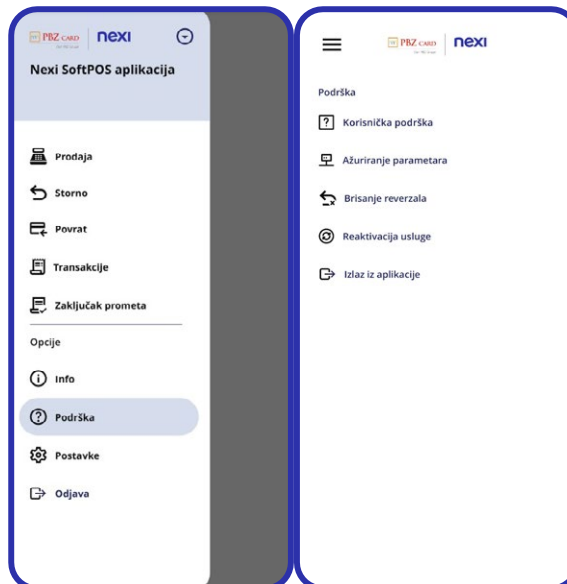 PBZ CARD nexi
Nexi SoftPOS aplikacija
Prodaja
Storno
Povrat
Transakcije
Zaključak prometa
Opcije
Info
Podrška
Postavke
Odjava
PBZ CARD nexi
Podrška
Korisnička podrška
Ažuriranje parametara
Brisanje reverzala
Reaktivacija usluge
Izlaz iz aplikacije